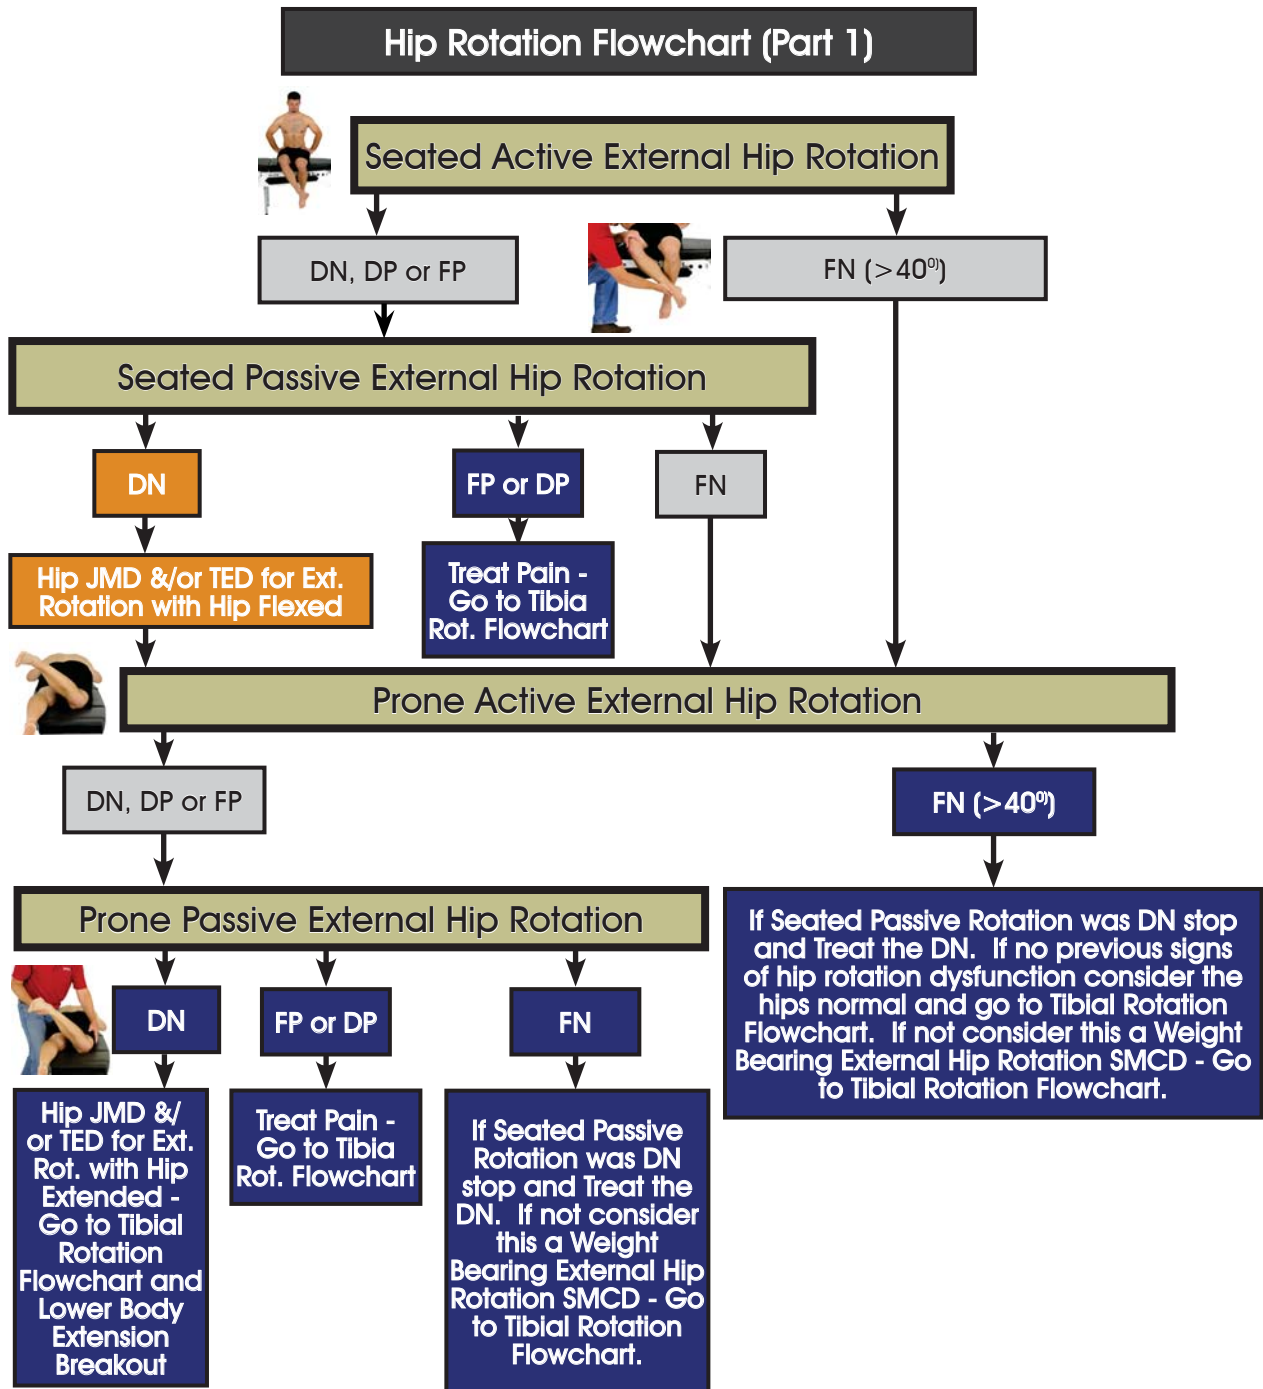 Hip Rotation Flowchart (Part 1)
Seated Active External Hip Rotation
DN, DP or FP
FN (>40⁰⁾)
Seated Passive External Hip Rotation
DN
FP or DP
FN
Hip JMD &/or TED for Ext.
Rotation with Hip Flexed
Treat Pain -
Go to Tibia
Rot. Flowchart
Prone Active External Hip Rotation
DN, DP or FP
FN (>40⁰⁾)
Prone Passive External Hip Rotation
DN
FP or DP
FN
If Seated Passive Rotation was DN stop
and Treat the DN.  If no previous signs
of hip rotation dysfunction consider the
hips normal and go to Tibial Rotation
Flowchart.  If not consider this a Weight
Bearing External Hip Rotation SMCD - Go
to Tibial Rotation Flowchart.
Hip JMD &/
or TED for Ext.
Rot. with Hip
Extended -
Go to Tibial
Rotation
Flowchart and
Lower Body
Extension
Breakout
Treat Pain -
Go to Tibia
Rot. Flowchart
If Seated Passive
Rotation was DN
stop and Treat the
DN.  If not consider
this a Weight
Bearing External Hip
Rotation SMCD - Go
to Tibial Rotation
Flowchart.